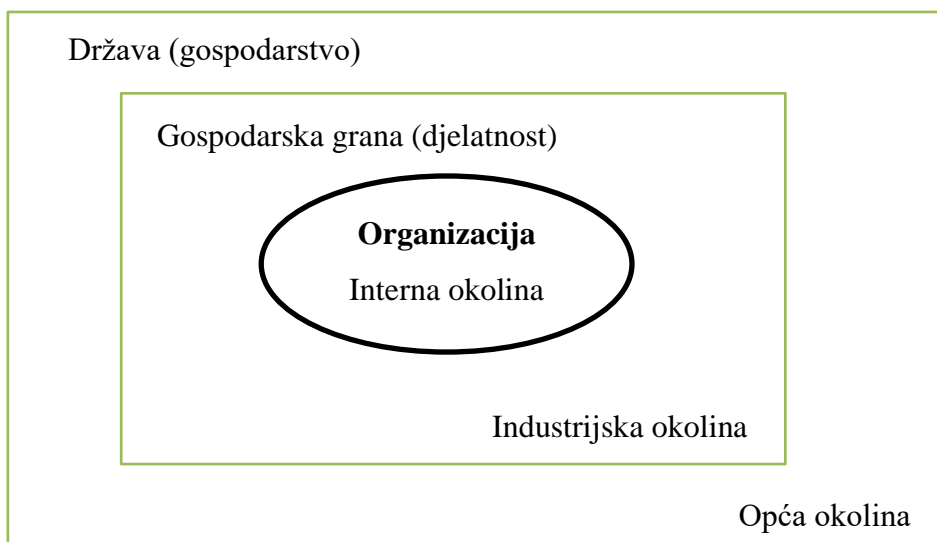 Država (gospodarstvo)
Gospodarska grana (djelatnost)
Organizacija
Interna okolina
Industrijska okolina
Opća okolina